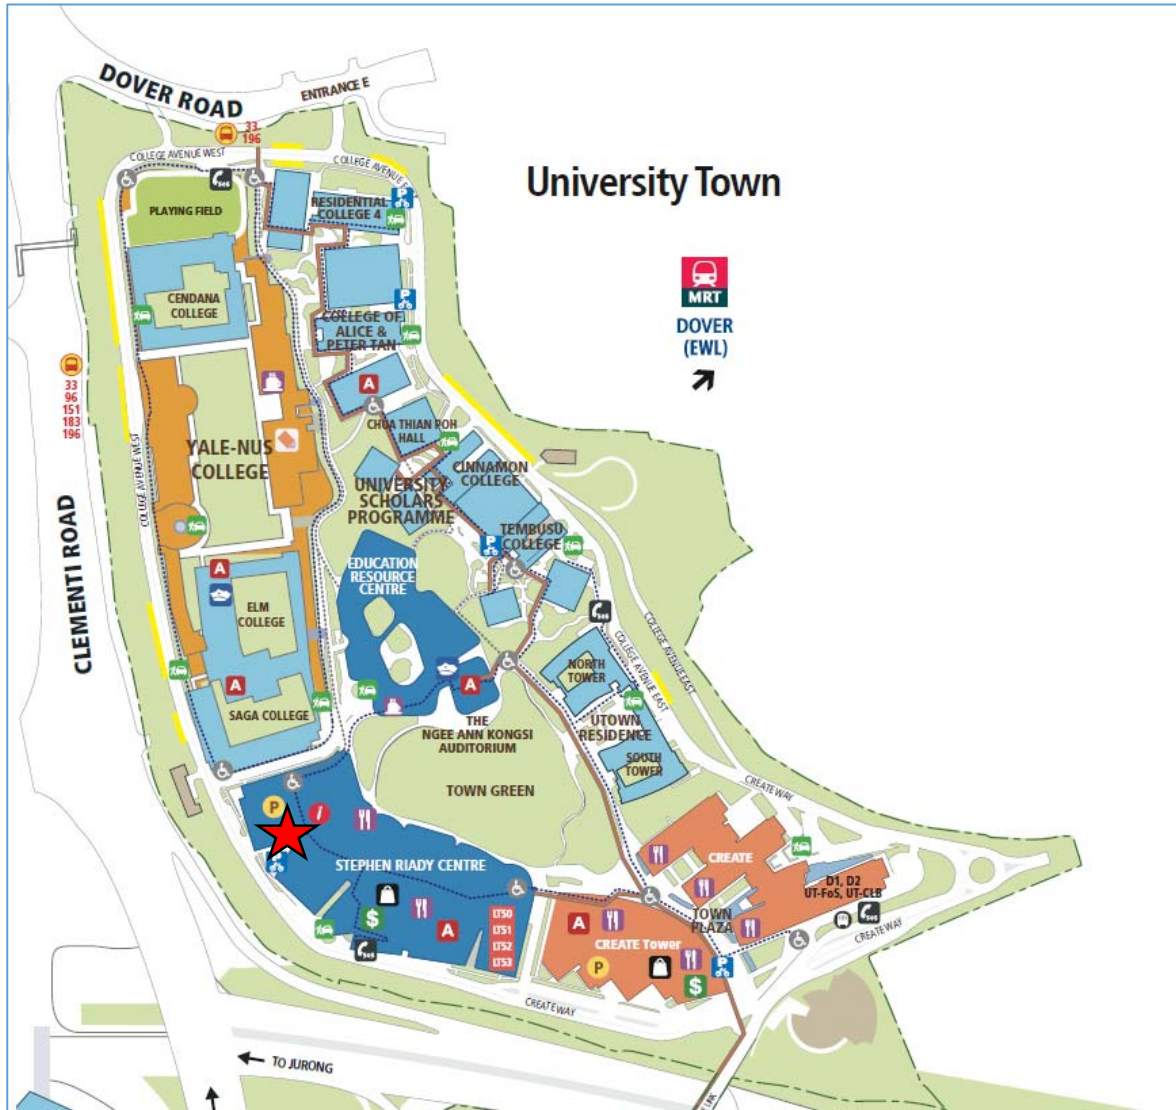 DOVER ROAD
ENTRANCE E
33
196
COLLEGE AVENUE WEST
COLLEGE AVENUE E
University Town
PLAYING FIELD
RESIDENTIAL
COLLEGE 4
MRT
DOVER
(EWL)
CENDANA
COLLEGE
COLLEGE OF
ALICE &
PETER TAN
33
96
151
183
196
A
CHUA THIAN POH
HALL
YALE-NUS
COLLEGE
CINNAMON
COLLEGE
UNIVERSITY
SCHOLARS
PROGRAMME
COLLEGE AVENUE WEST
TEMBUSU
COLLEGE
EDUCATION
RESOURCE
CENTRE
A
ELM
COLLEGE
CLEMENTI ROAD
SOS
COLLEGE AVENUE EAST
COLLEGE AVENUE EAST
NORTH
TOWER
A
A
SAGA COLLEGE
THE
NGEE ANN KONGSI
AUDITORIUM
UTOWN
RESIDENCE
SOUTH
TOWER
TOWN GREEN
CREATE WAY
P
i
STEPHEN RIADY CENTRE
CREATE
D1, D2
UT-FoS, UT-CLB
TOWN
PLAZA
$
A
LT50
LT51
LT52
LT53
A
CREATE Tower
P
$
SOS
SOS
CREATE WAY
CREATE WAY
TO JURONG